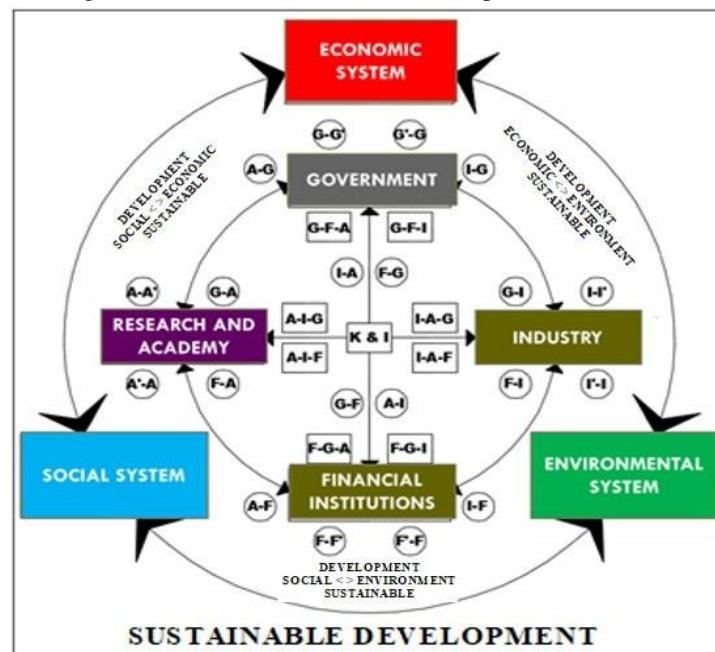 ECONOMIC
SYSTEM
DEVELOPMENT
SOCIAL < > ECONOMIC
SUSTAINABLE
DEVELOPMENT
ECONOMIC < > ENVIRONMENT
SUSTAINABLE
G-G'
G'-G
A-G
GOVERNMENT
I-G
G-F-A
G-F-I
I-A
F-G
A-A'
G-A
G-I
I-I'
RESEARCH AND
ACADEMY
A-I-G
A-I-F
K & I
I-A-G
I-A-F
INDUSTRY
A'-A
F-A
F-I
I'-I
G-F
A-I
SOCIAL SYSTEM
F-G-A
F-G-I
ENVIRONMENTAL
SYSTEM
A-F
FINANCIAL
INSTITUTIONS
I-F
F-F'
F'-F
DEVELOPMENT
SOCIAL < > ENVIRONMENT
SUSTAINABLE
SUSTAINABLE DEVELOPMENT